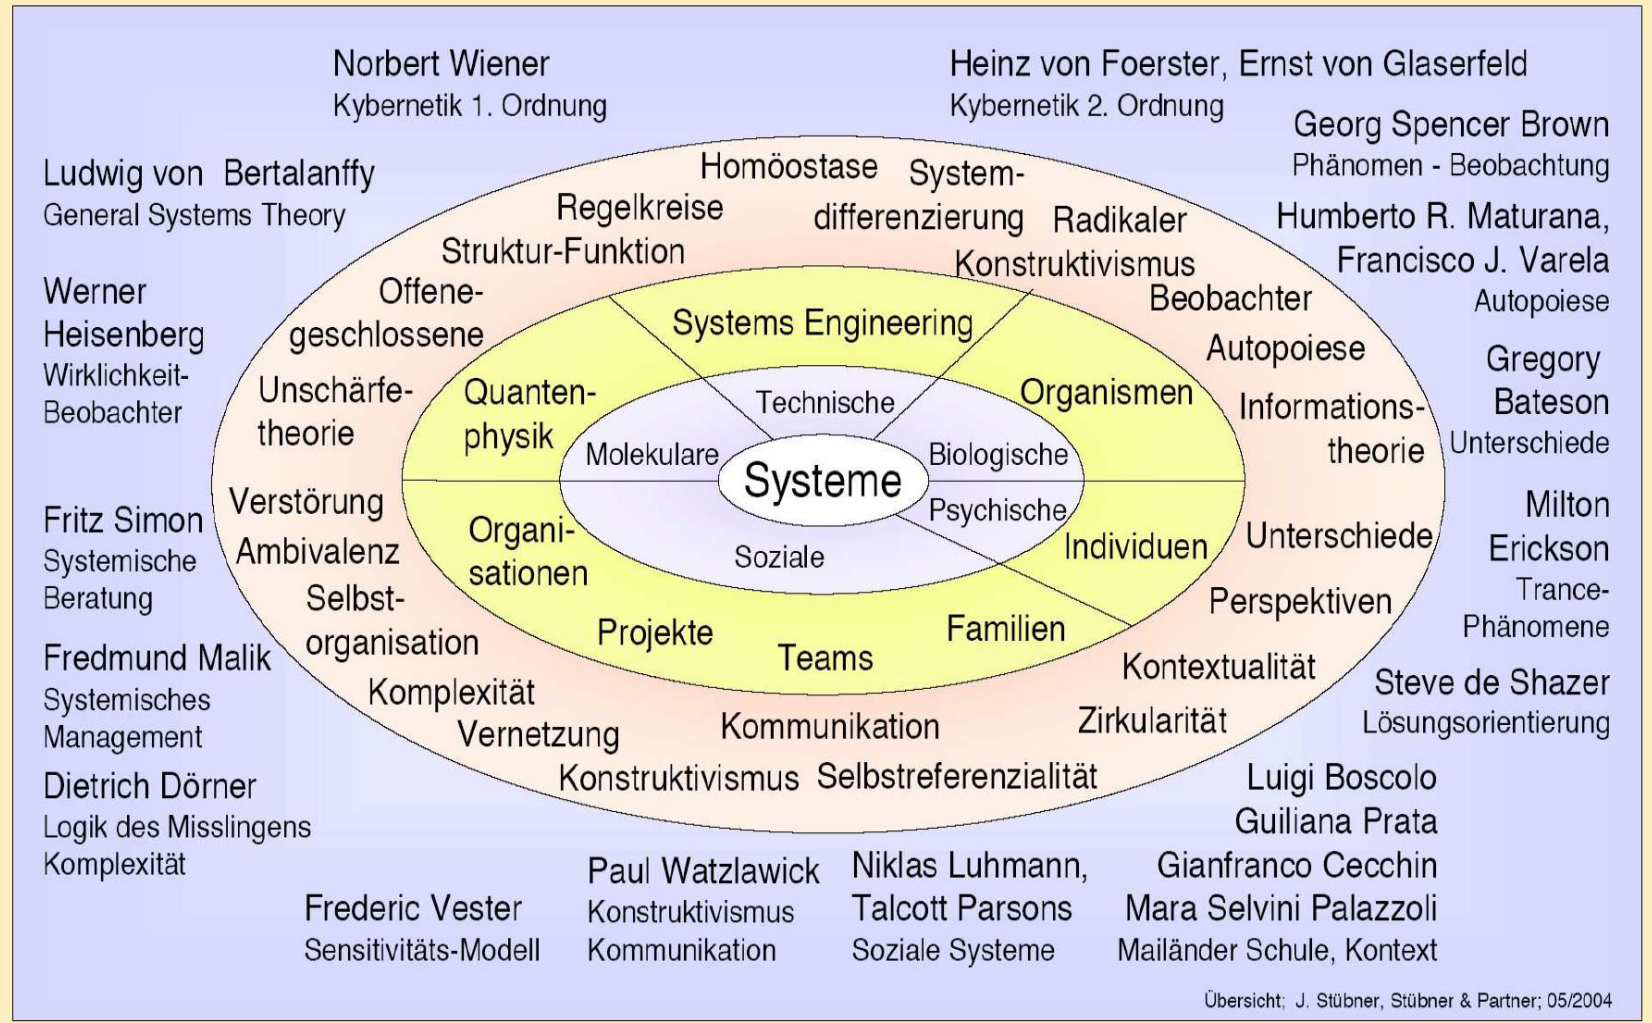 Norbert Wiener
Kybernetik 1. Ordnung
Heinz von Foerster, Ernst von Glaserfeld
Kybernetik 2. Ordnung
Georg Spencer Brown
Phänomen - Beobachtung
Ludwig von Bertalanffy
General Systems Theory
Humberto R. Maturana,
Francisco J. Varela
Autopoiese
Werner
Heisenberg
Wirklichkeit-
Beobachter
Gregory
Bateson
Unterschiede
Fritz Simon
Systemische
Beratung
Milton
Erickson
Trance-
Phänomene
Fredmund Malik
Systemisches
Management
Steve de Shazer
Lösungsorientierung
Dietrich Dörner
Logik des Misslingens
Komplexität
Frederic Vester
Sensitivitäts-Modell
Paul Watzlawick
Konstruktivismus
Kommunikation
Niklas Luhmann,
Talcott Parsons
Soziale Systeme
Luigi Boscolo
Guiliana Prata
Gianfranco Cecchin
Mara Selvini Palazzoli
Mailänder Schule, Kontext
Homöostase
System-
differenzierung
Regelkreise
Struktur-Funktion
Radikaler
Konstruktivismus
Offene-
geschlossene
Beobachter
Autopoiese
Unschärfe-
theorie
Informations-
theorie
Verstörung
Ambivalenz
Unterschiede
Selbst-
organisation
Perspektiven
Komplexität
Kontextualität
Vernetzung
Kommunikation
Zirkularität
Konstruktivismus
Selbstreferenzialität
Systems Engineering
Quanten-
physik
Organismen
Organi-
sationen
Individuen
Projekte
Teams
Familien
Technische
Molekulare
Biologische
Systeme
Psychische
Soziale
Übersicht; J. Stübner, Stübner & Partner; 05/2004